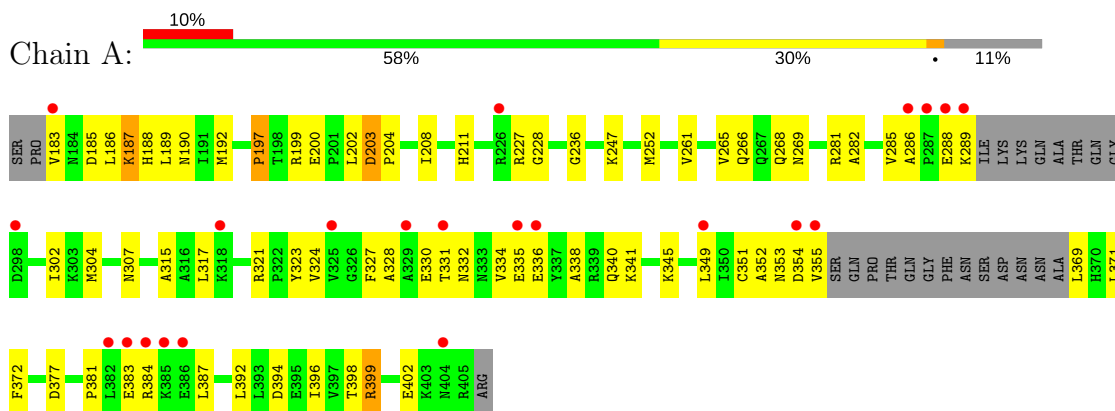 10%
Chain A:
58% 30% • 11%
SER PRO V183 N184 D185 L186 K187 H188 L189 N190 I191 M192 P197 T198 R199 E200 P201 L202 D203 P204 I208 H211 R226 R227 G228 G236 K247 M252 V261 V265 Q266 Q267 Q268 N269 R281 A282 V285 A286 P287 E288 K289 ILE LYS LYS GLN ALA THR GLN GLY
D298 I302 K303 M304 N307 A315 A316 L317 K318 R321 P322 Y323 V324 V325 G326 F327 A328 A329 E330 T331 N332 N333 V334 E335 E336 Y337 A338 R339 Q340 K341 K345 L349 I350 C351 A352 N353 D354 V355 SER GLN PRO THR GLN GLY PHE ASN SER ASP ASN ASN ALA L369 H370 L371
F372 D377 P381 L382 E383 R384 K385 E386 L387 L392 L393 D394 E395 I396 V397 T398 R399 E402 K403 N404 R405 ARG